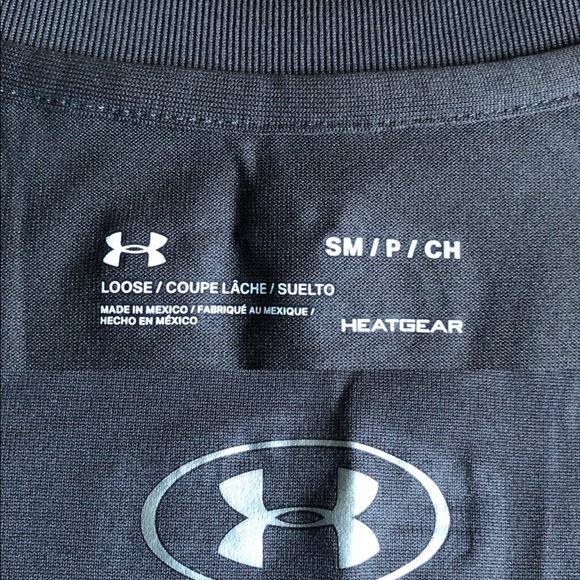 SM / P / CH
LOOSE / COUPE LÂCHE / SUELTO
MADE IN MEXICO / FABRIQUÉ AU MEXIQUE /
HECHO EN MÉXICO
HEATGEAR